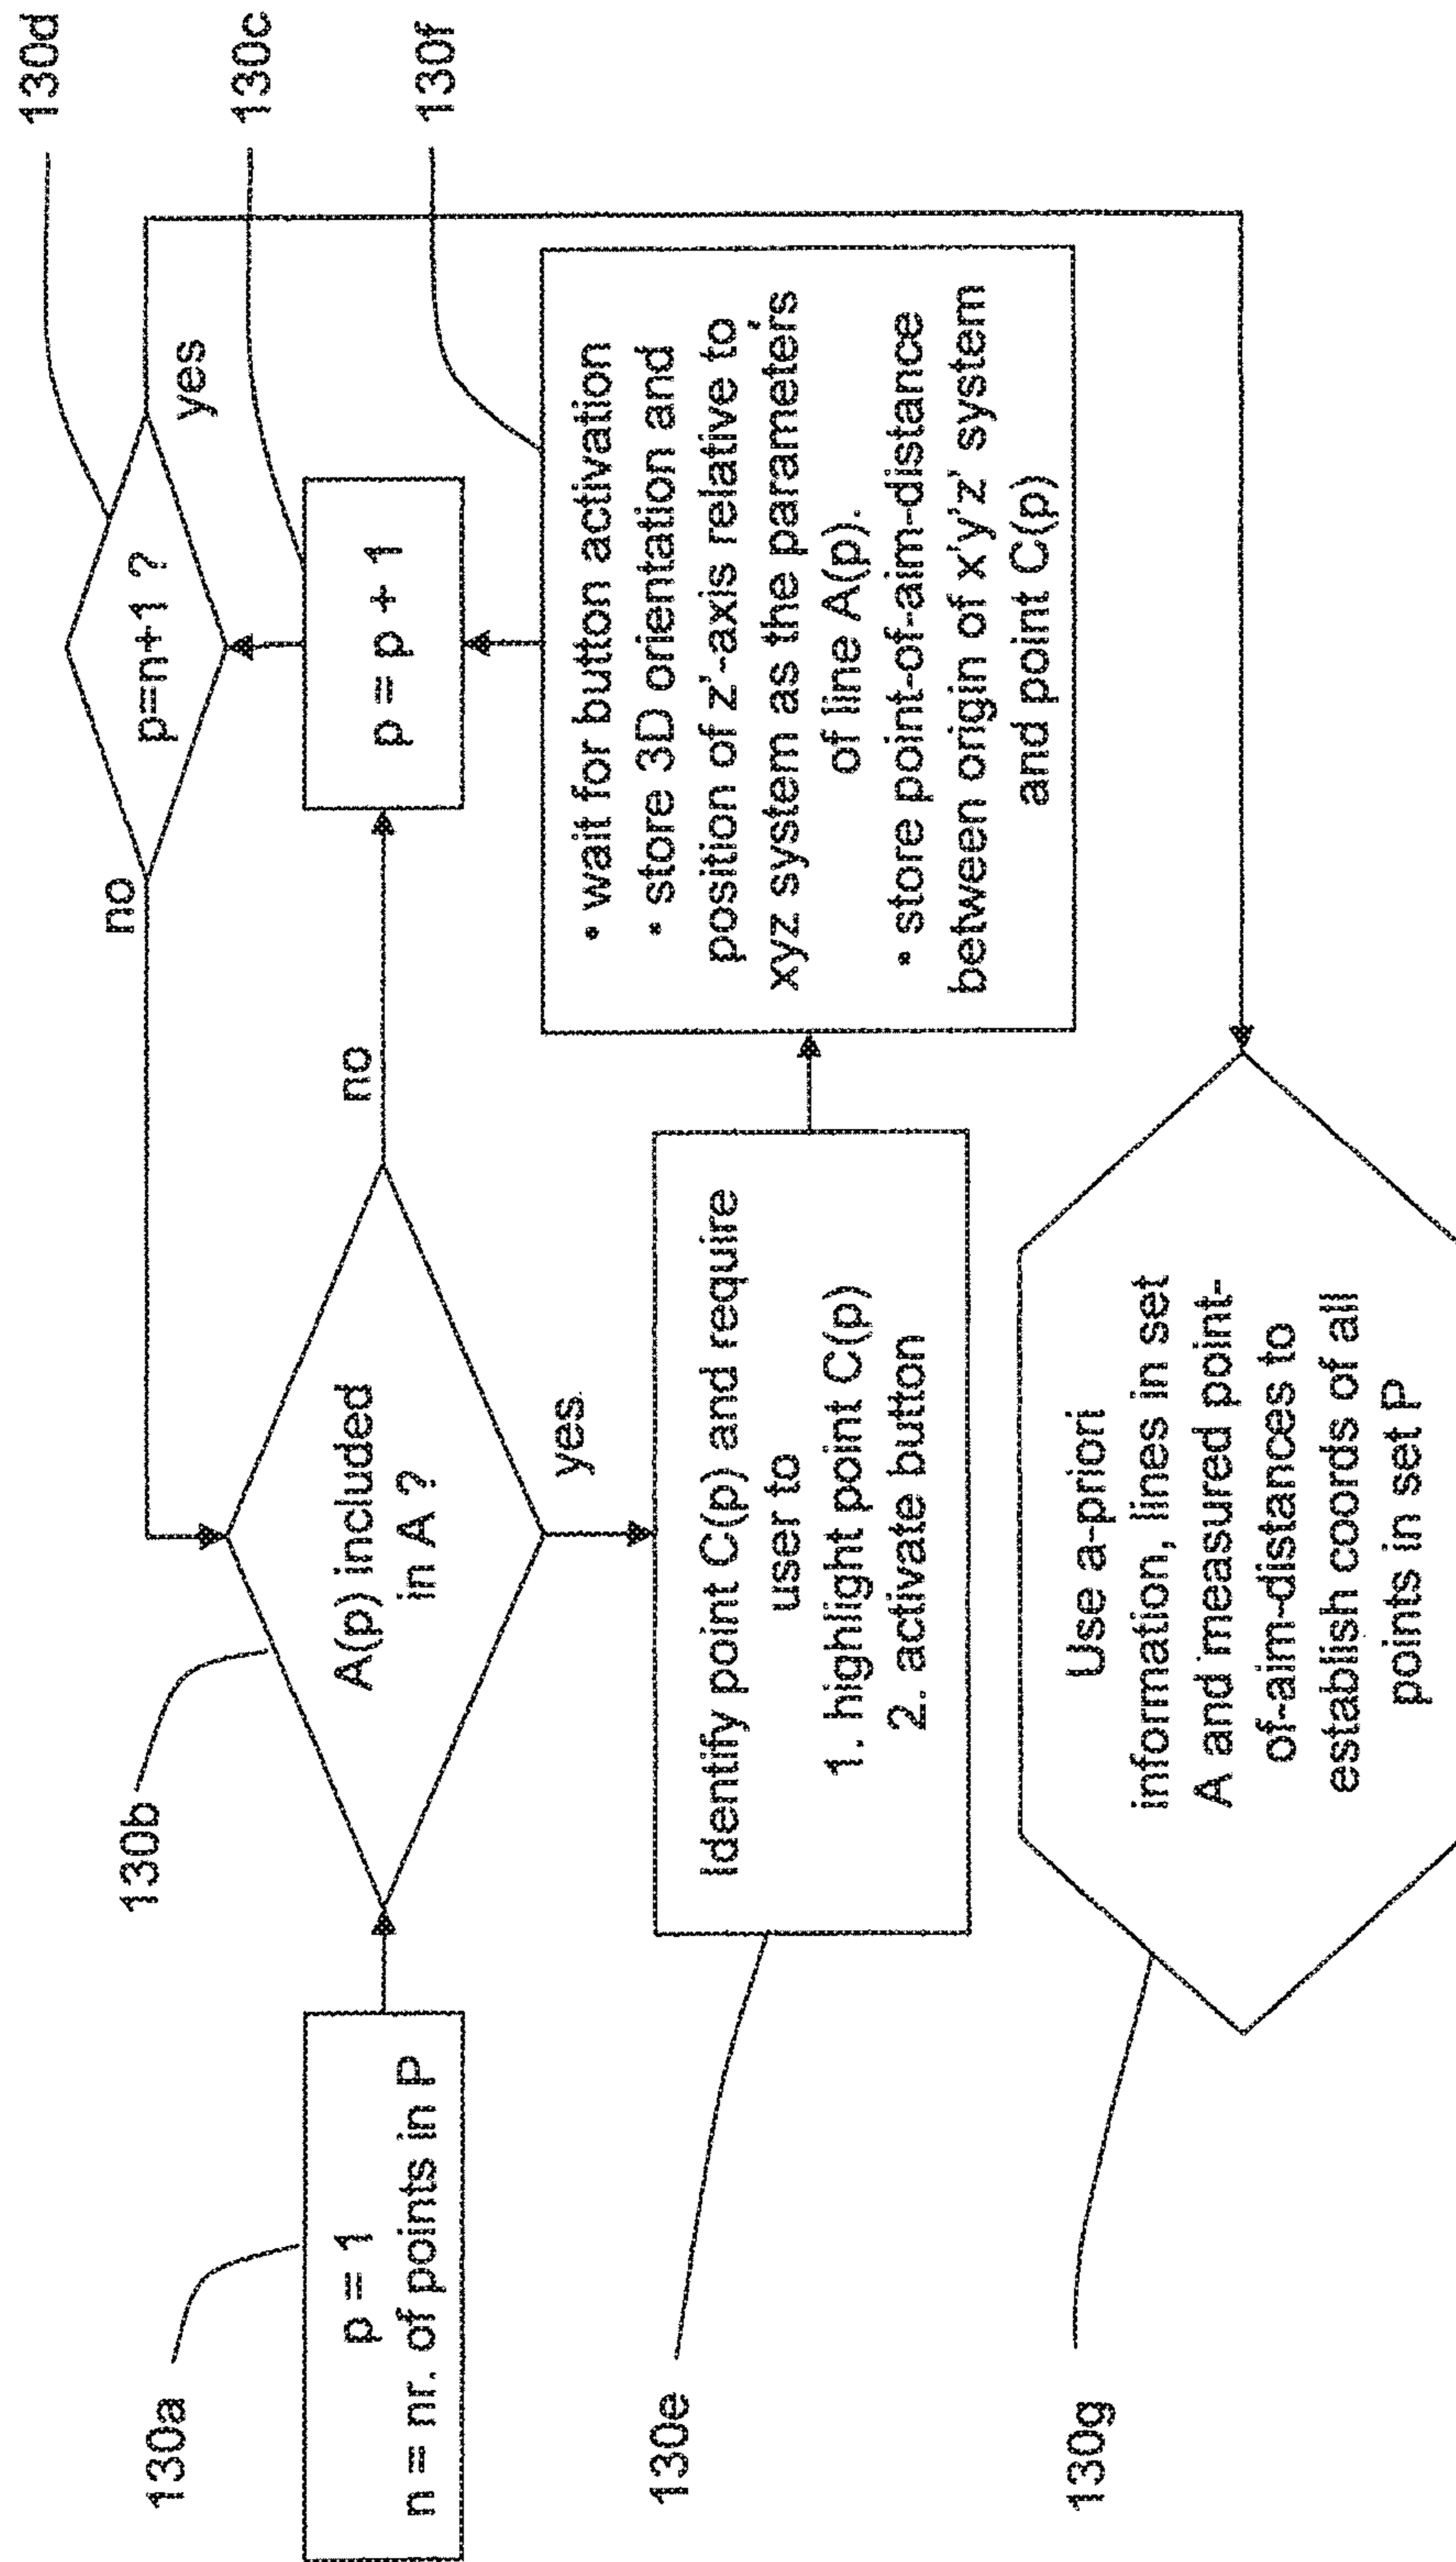 130a
p = 1
n = nr. of points in P
130b
A(p) included
in A ?
no
yes
130c
p = p + 1
130d
p=n+1 ?
no
yes
130e
Identify point C(p) and require
user to
1. highlight point C(p)
2. activate button
130f
• wait for button activation
• store 3D orientation and
position of z'-axis relative to
xyz system as the parameters
of line A(p).
• store point-of-aim-distance
between origin of x'y'z' system
and point C(p)
130g
Use a-priori
information, lines in set
A and measured point-
of-aim-distances to
establish coords of all
points in set P